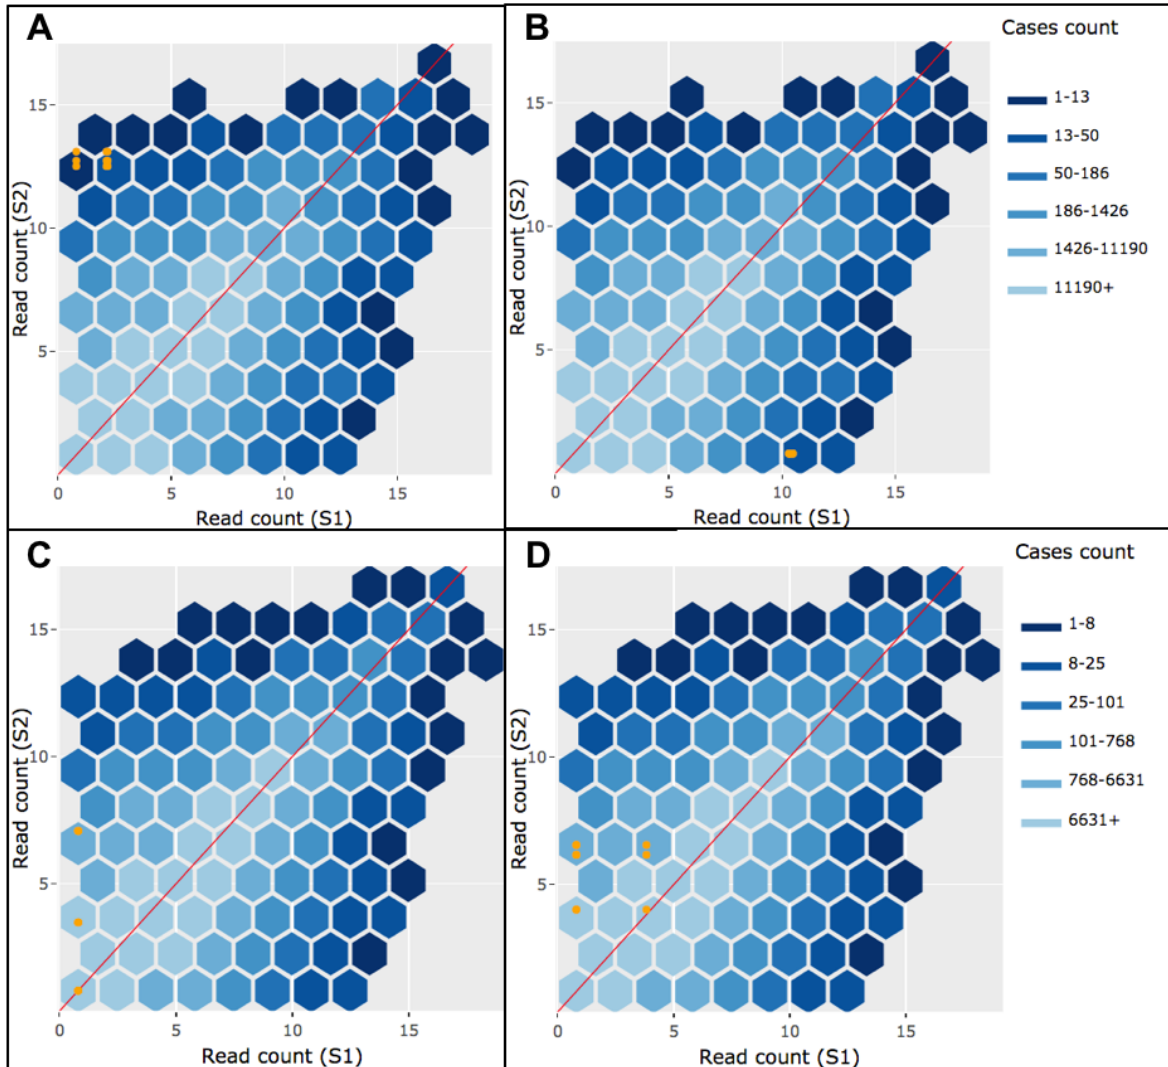 A
B
Cases count
1-13
13-50
50-186
186-1426
1426-11190
11190+
15
10
5
0
5
10
15
Read count (S2)
Read count (S1)
15
10
5
0
5
10
15
Read count (S2)
Read count (S1)
C
D
Cases count
1-8
8-25
25-101
101-768
768-6631
6631+
15
10
5
0
5
10
15
Read count (S2)
Read count (S1)
15
10
5
0
5
10
15
Read count (S2)
Read count (S1)